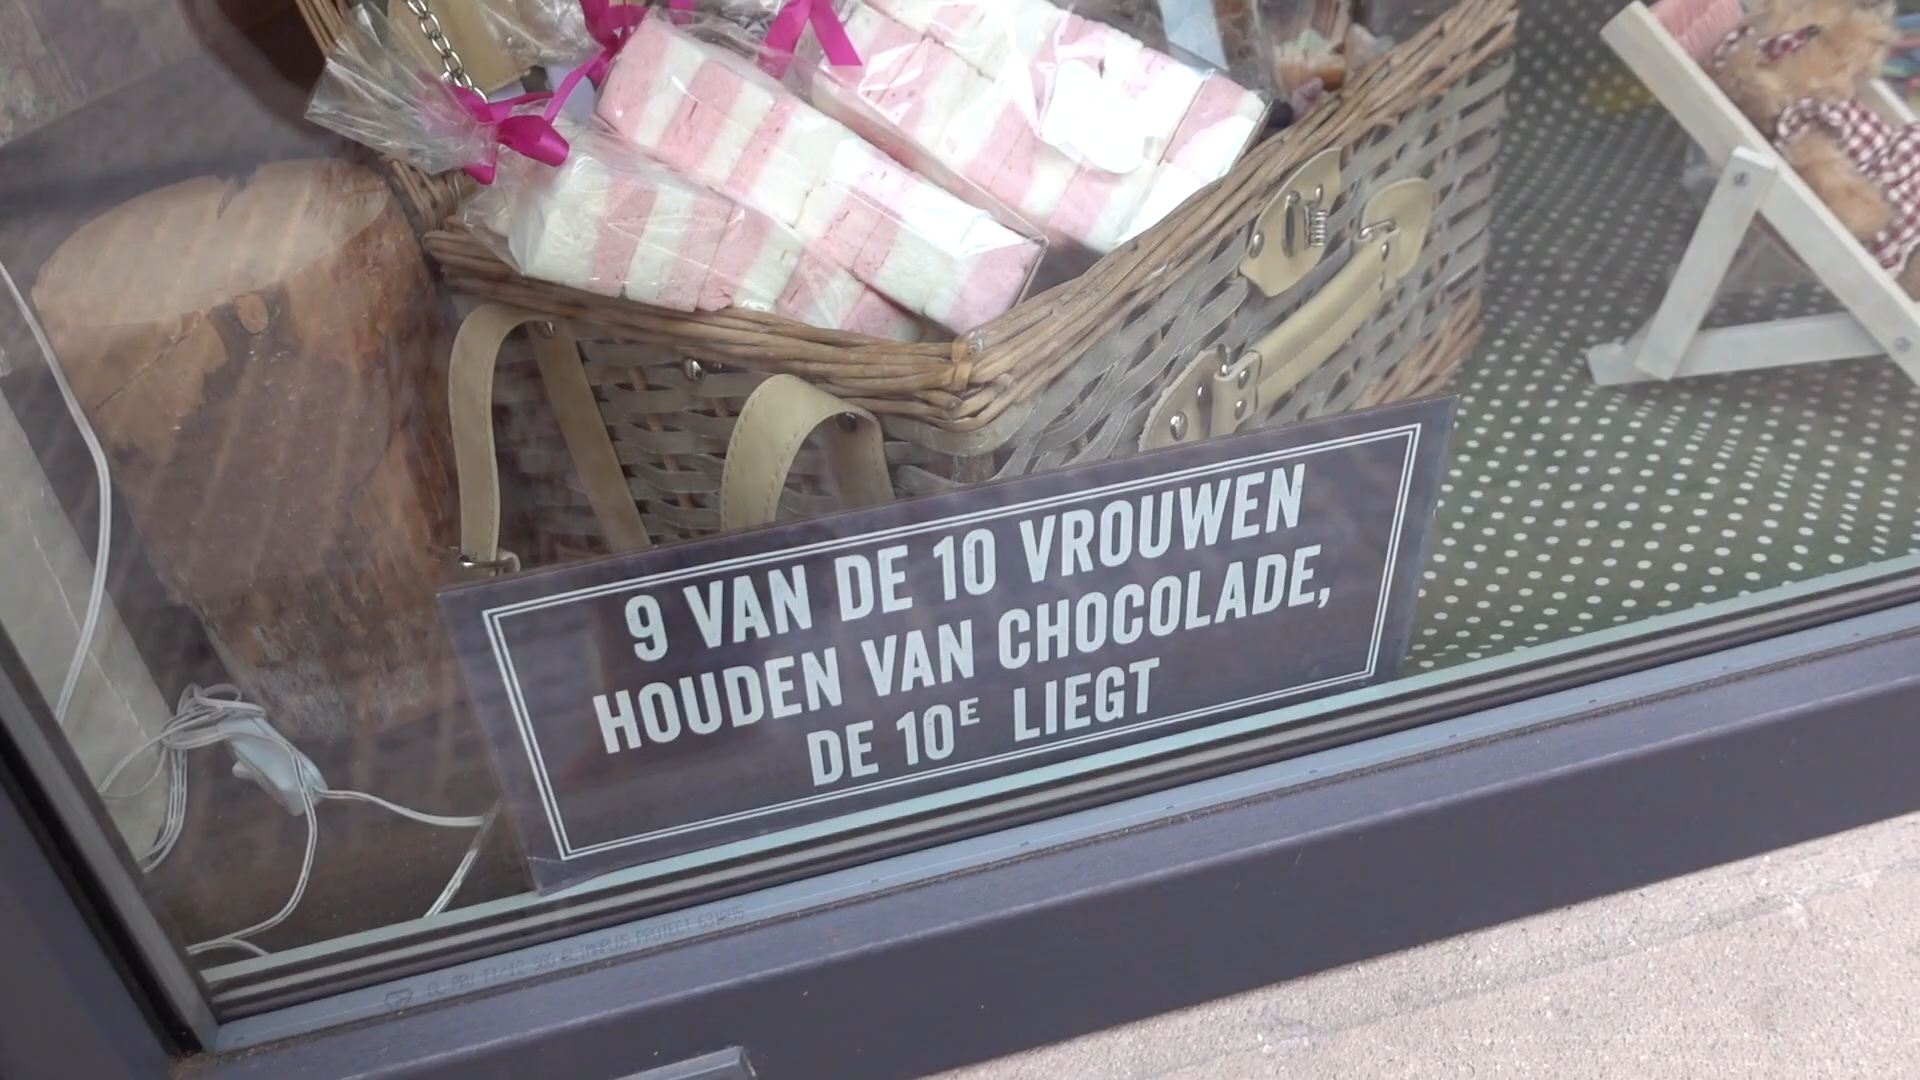 9 VAN DE 10 VROUWEN
HOUDEN VAN CHOCOLADE,
DE 10E LIEGT